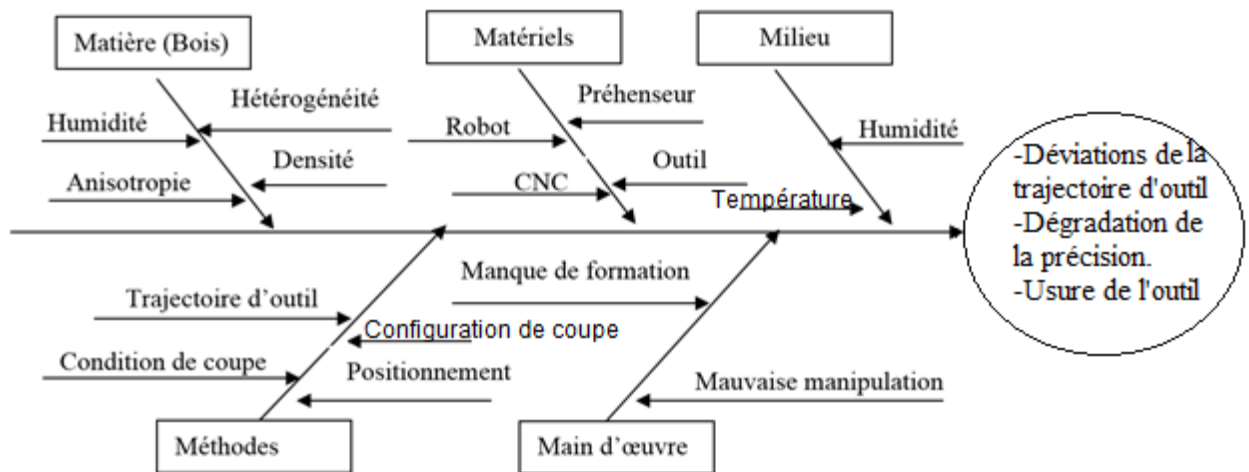 Matière (Bois)
Matériels
Milieu
Hétérogénéité
Préhenseur
Humidité
Robot
Humidité
Densité
Outil
Anisotropie
CNC
Température
-Déviations de la
trajectoire d'outil
-Dégradation de
la précision.
-Usure de l'outil
Manque de formation
Trajectoire d’outil
Configuration de coupe
Condition de coupe
Positionnement
Mauvaise manipulation
Méthodes
Main d’œuvre